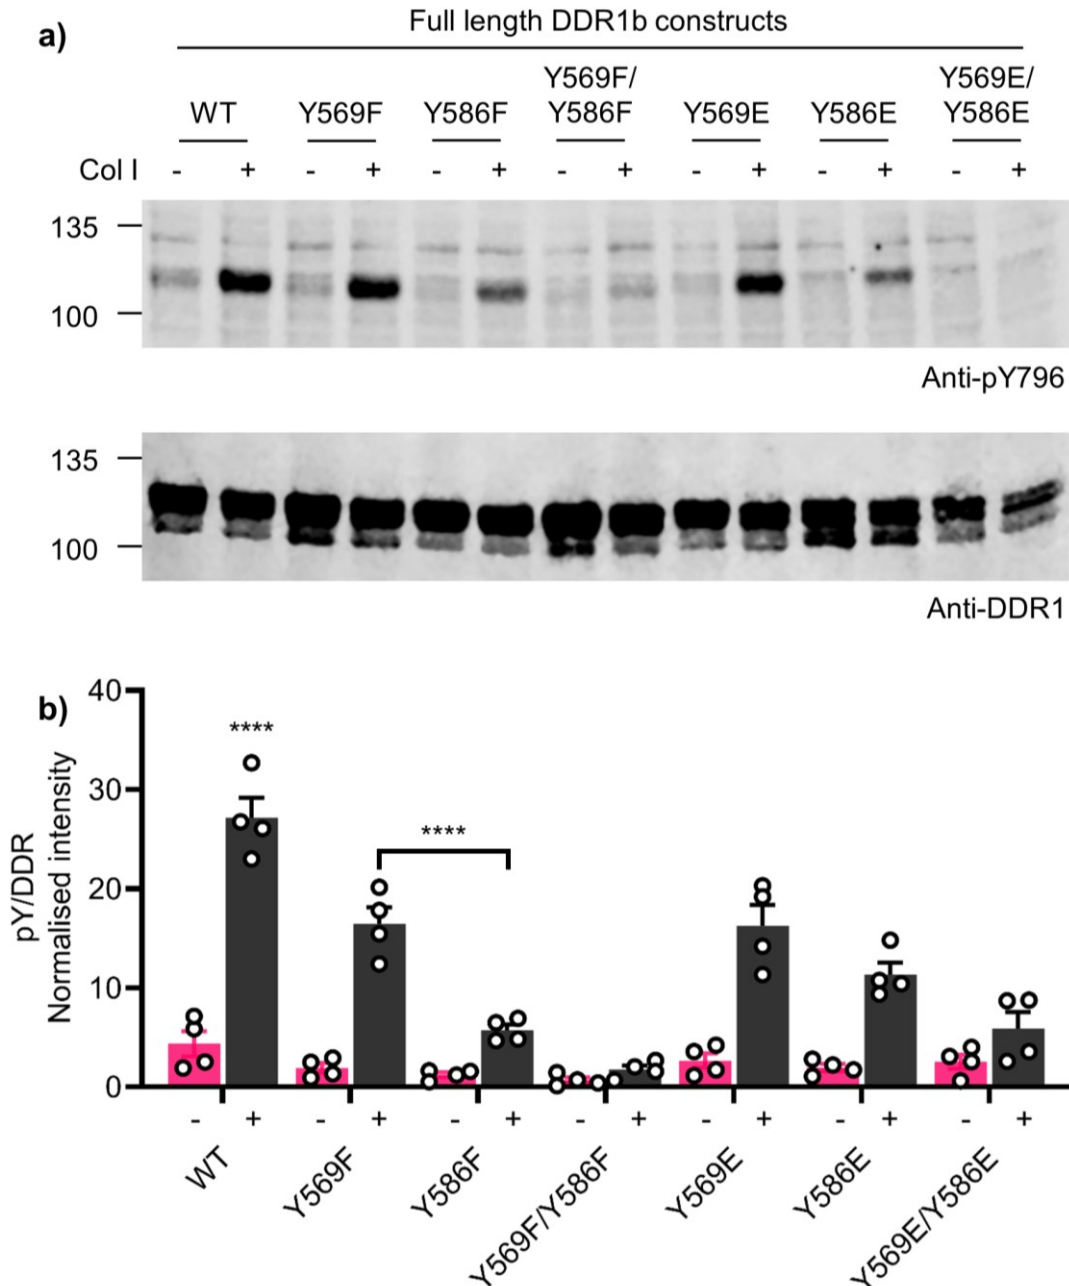 a)
Full length DDR1b constructs
WT Y569F Y586F Y569F/ Y586F Y569E Y586E Y569E/ Y586E
Col I - + - + - + - + - + - + - +
135
100
Anti-pY796
135
100
Anti-DDR1
b)
pY/DDR
Normalised intensity
40
30
20
10
0
****
****
- + - + - + - + - + - + - +
WT Y569F Y586F Y569F/Y586F Y569E Y586E Y569E/Y586E